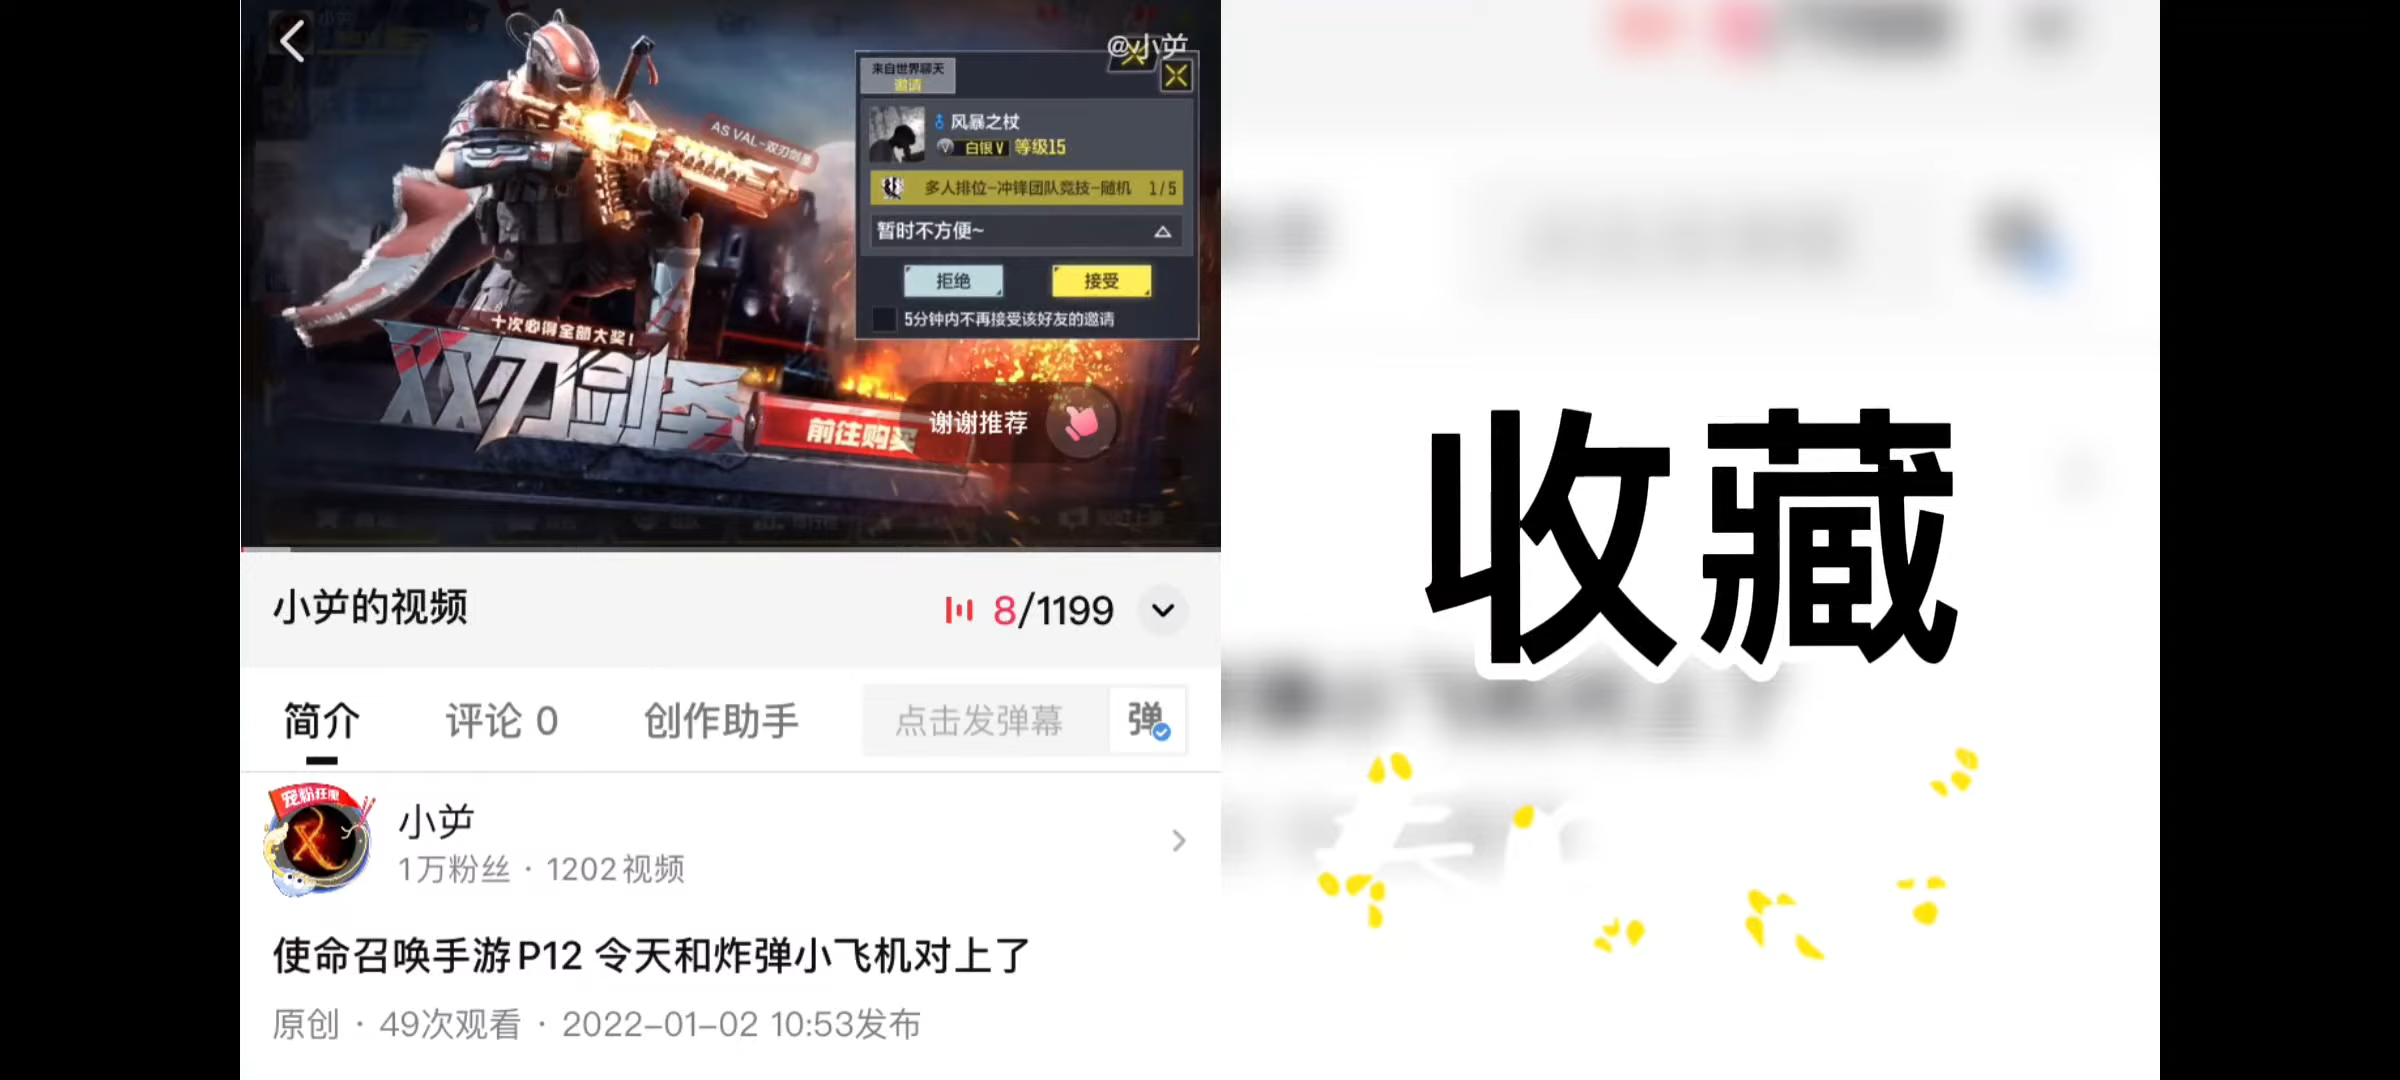 @小屰
来自世界聊天
邀请
风暴之杖
白银V 等级15
多人排位-冲锋团队竞技-随机 1/5
暂时不方便~
拒绝
接受
5分钟内不再接受该好友的邀请
AS VAL-双刃剑圣
十次必得全部大奖!
双刃剑怪
前往购买
谢谢推荐
小屰的视频
8/1199
简介
评论 0
创作助手
点击发弹幕
弹
宠粉狂魔
小屰
1万粉丝 · 1202视频
使命召唤手游P12 令天和炸弹小飞机对上了
原创 · 49次观看 · 2022-01-02 10:53发布
收藏